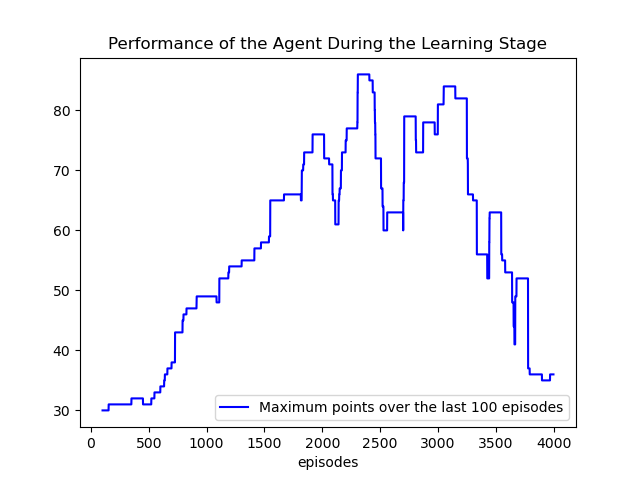 Performance of the Agent During the Learning Stage
80
70
60
50
40
30
Maximum points over the last 100 episodes
0 500 1000 1500 2000 2500 3000 3500 4000
episodes